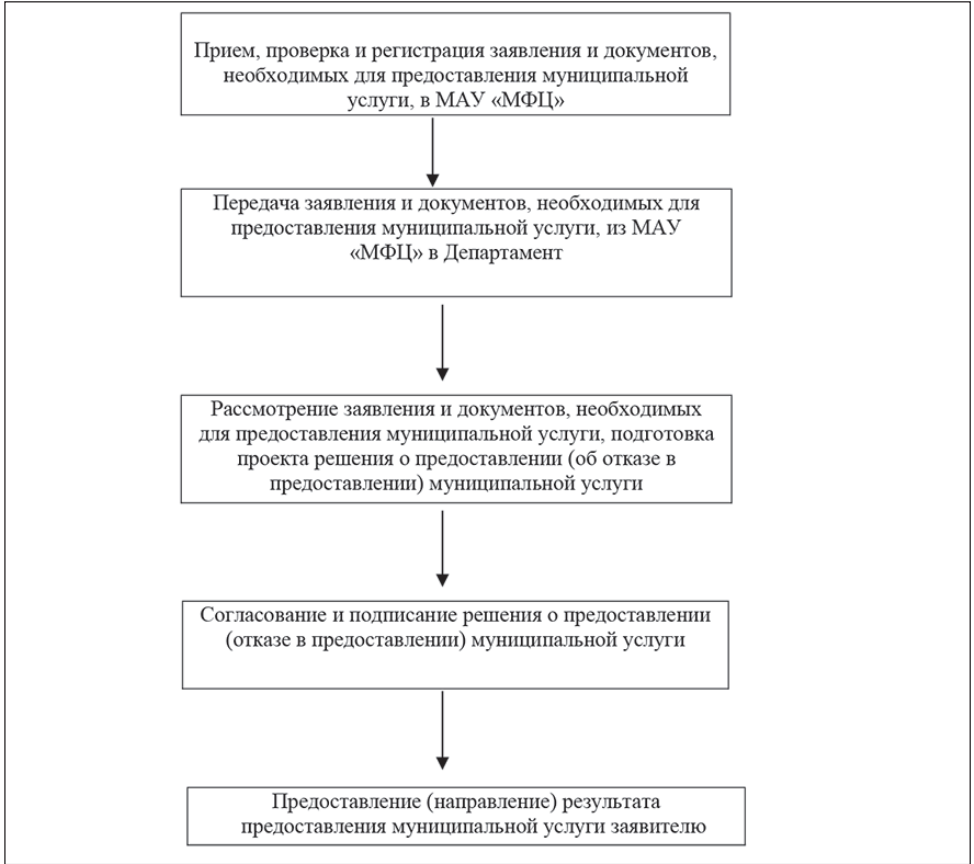 Прием, проверка и регистрация заявления и документов,
необходимых для предоставления муниципальной
услуги, в МАУ «МФЦ»
Передача заявления и документов, необходимых для
предоставления муниципальной услуги, из МАУ
«МФЦ» в Департамент
Рассмотрение заявления и документов, необходимых
для предоставления муниципальной услуги, подготовка
проекта решения о предоставлении (об отказе в
предоставлении) муниципальной услуги
Согласование и подписание решения о предоставлении
(отказе в предоставлении) муниципальной услуги
Предоставление (направление) результата
предоставления муниципальной услуги заявителю